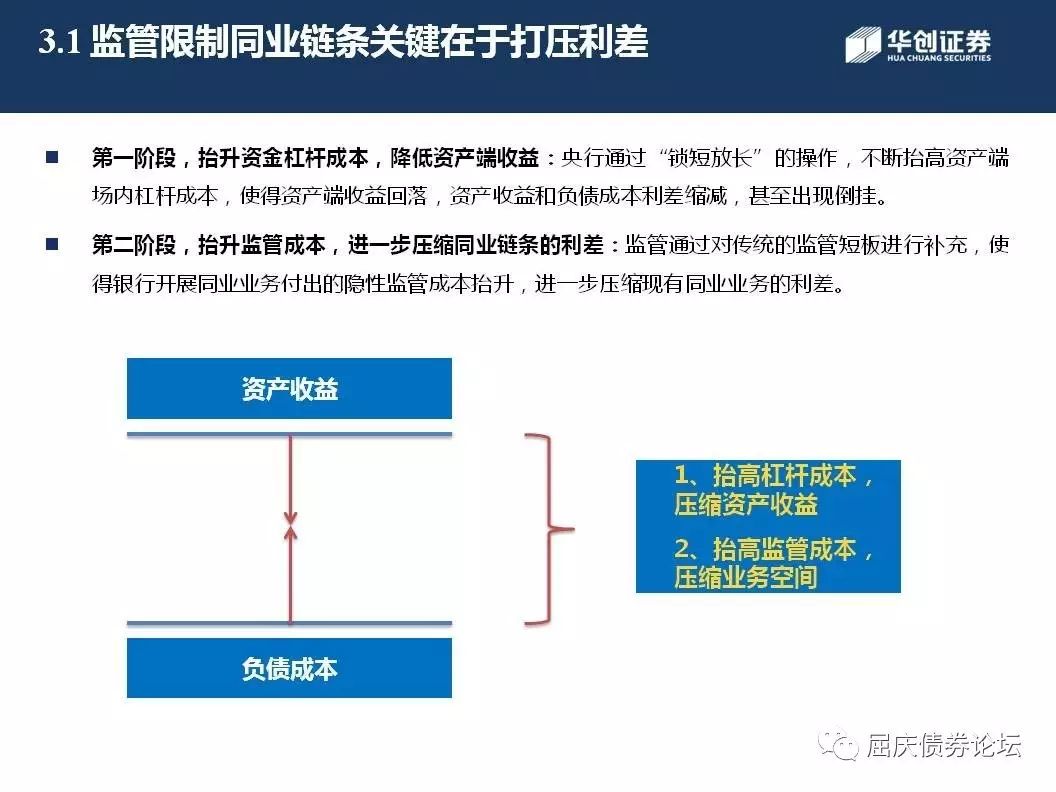 3.1 监管限制同业链条关键在于打压利差
华创证券
HUA CHUANG SECURITIES
第一阶段，抬升资金杠杆成本，降低资产端收益：央行通过“锁短放长”的操作，不断抬高资产端
场内杠杆成本，使得资产端收益回落，资产收益和负债成本利差缩减，甚至出现倒挂。
第二阶段，抬升监管成本，进一步压缩同业链条的利差：监管通过对传统的监管短板进行补充，使
得银行开展同业业务付出的隐性监管成本抬升，进一步压缩现有同业业务的利差。
资产收益
1、抬高杠杆成本，
压缩资产收益
2、抬高监管成本，
压缩业务空间
负债成本
屈庆债券论坛